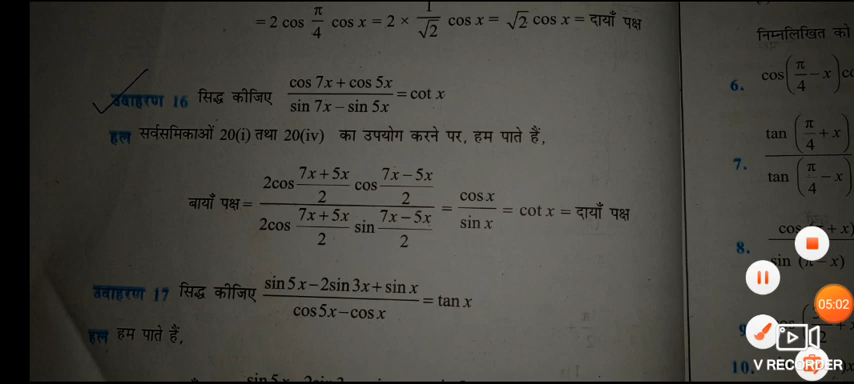 = 2 cos π/4 cos x = 2 × 1/√2 cos x = √2 cos x = दायाँ पक्ष
उदाहरण 16 सिद्ध कीजिए (cos 7x + cos 5x)/(sin 7x – sin 5x) = cot x
हल सर्वसमिकाओं 20(i) तथा 20(iv) का उपयोग करने पर, हम पाते हैं,
बायाँ पक्ष = (2cos (7x + 5x)/2 cos (7x – 5x)/2)/(2cos (7x + 5x)/2 sin (7x – 5x)/2) = cos x/sin x = cot x = दायाँ पक्ष
उदाहरण 17 सिद्ध कीजिए (sin 5x – 2sin 3x + sin x)/(cos 5x – cos x) = tan x
हल हम पाते हैं,
निम्नलिखित को
6. cos(π/4 – x)
7. tan(π/4 + x)/tan(π/4 – x)
8.
10.
05:02
V RECORDER